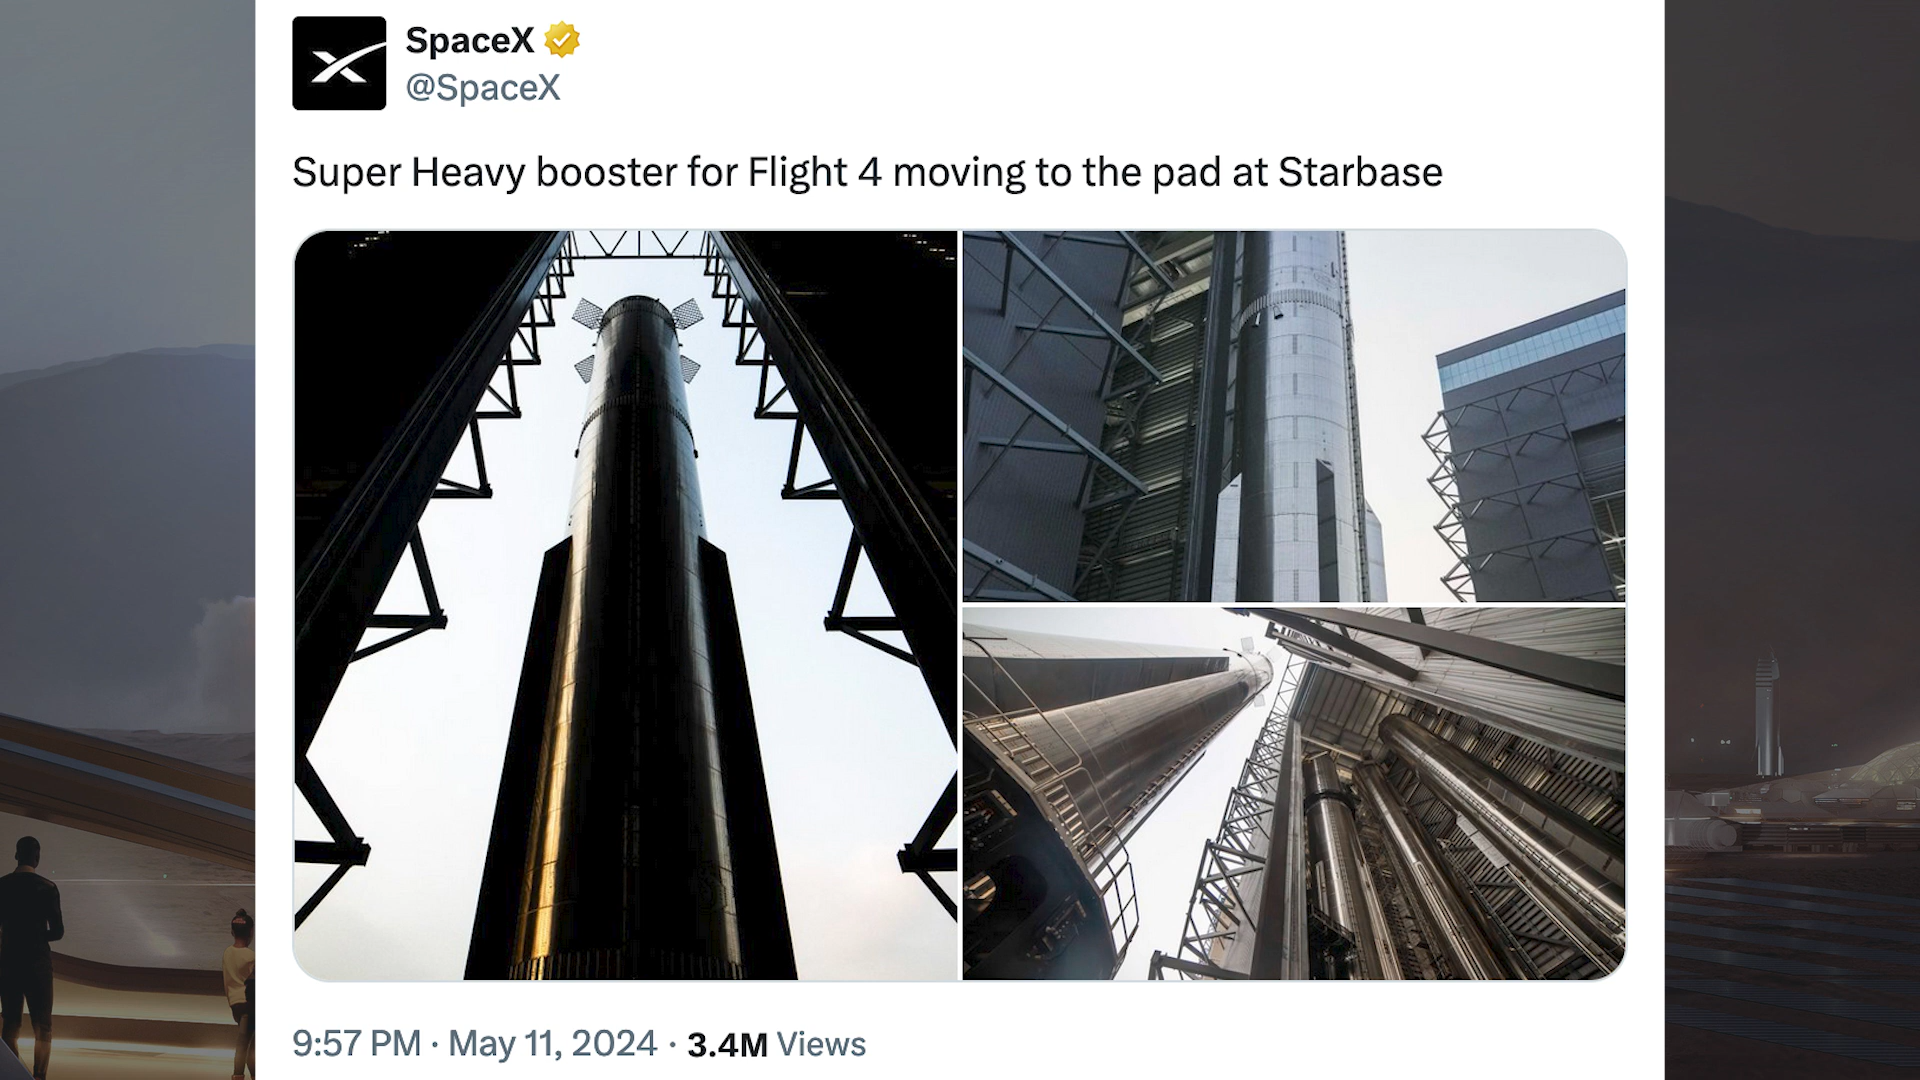 SpaceX
@SpaceX
Super Heavy booster for Flight 4 moving to the pad at Starbase
9:57 PM · May 11, 2024 · 3.4M Views